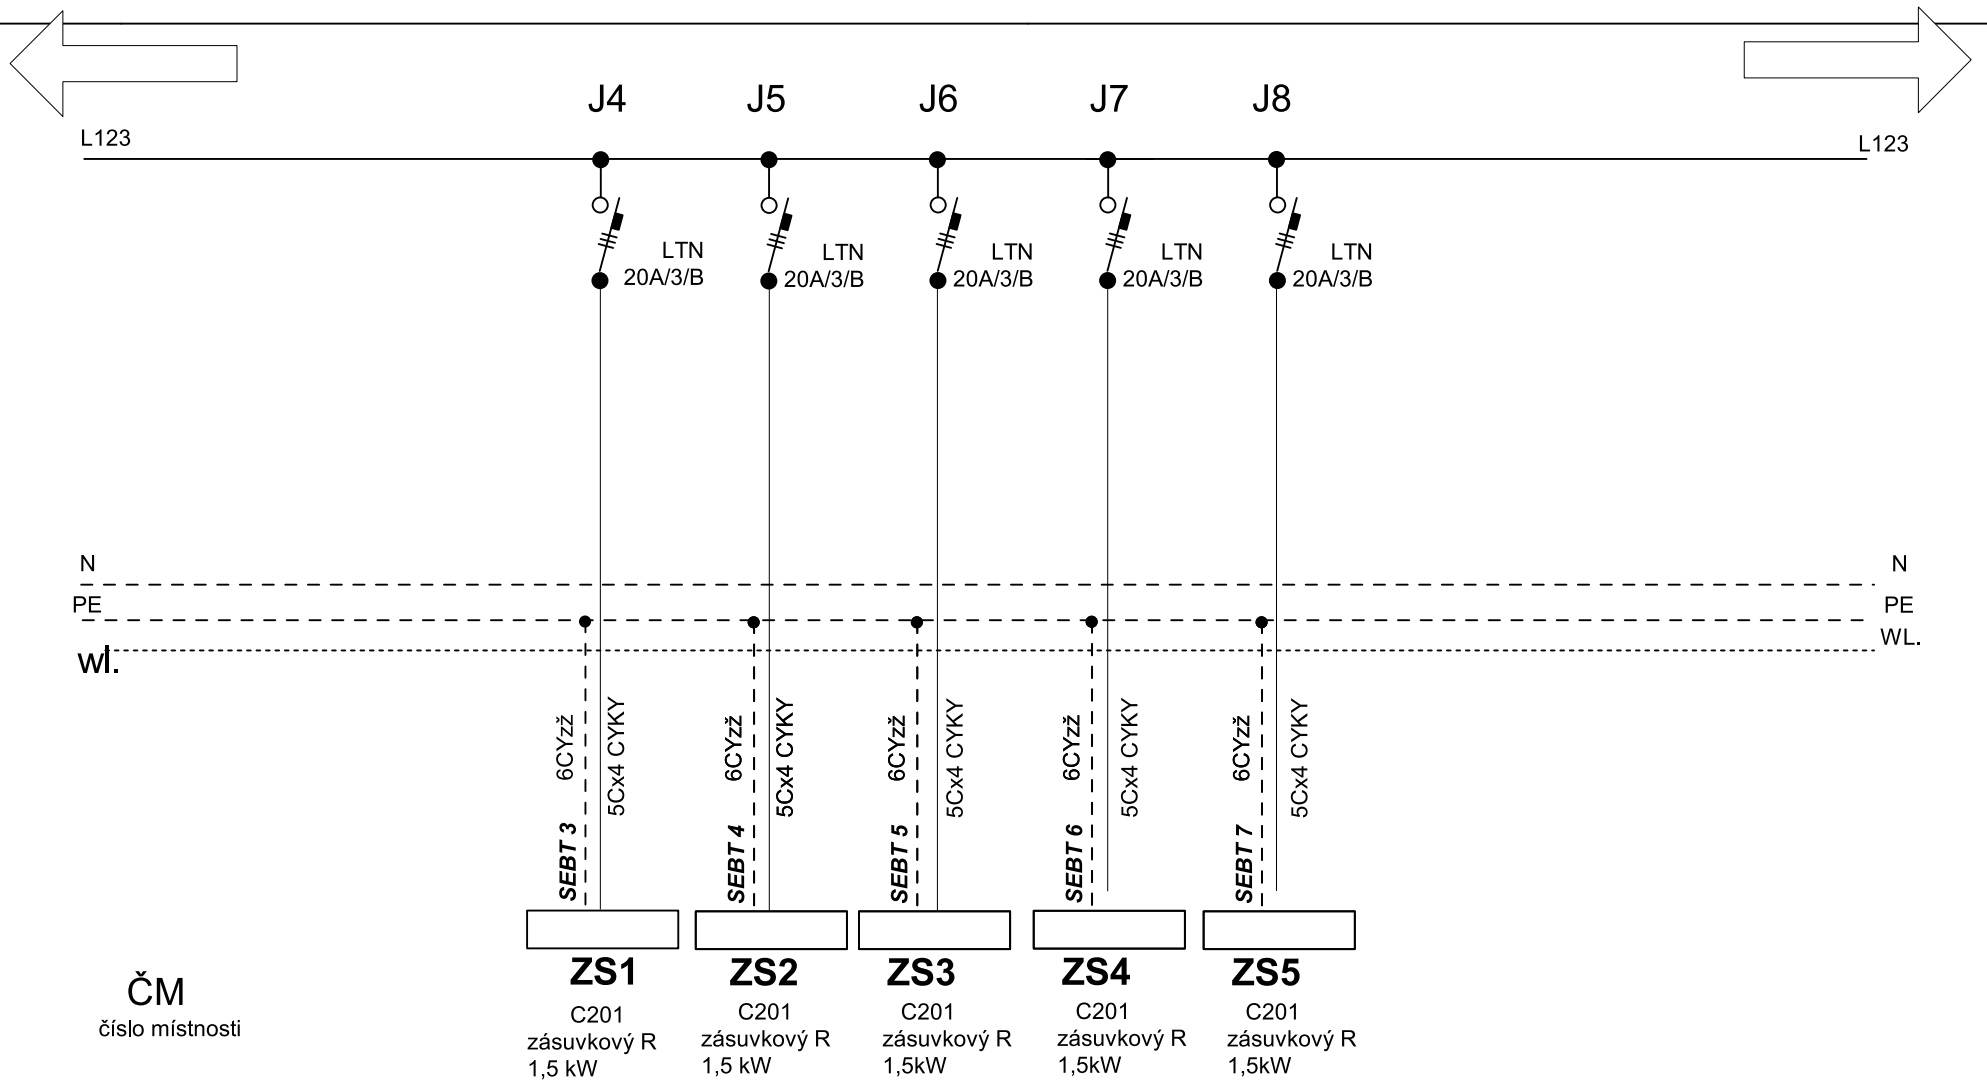 J4 J5 J6 J7 J8
L123 L123
LTN LTN LTN LTN LTN
20A/3/B 20A/3/B 20A/3/B 20A/3/B 20A/3/B
N N
PE PE
wl. WL.
6CYzž 5Cx4 CYKY 6CYzž 5Cx4 CYKY 6CYzž 5Cx4 CYKY 6CYzž 5Cx4 CYKY 6CYzž 5Cx4 CYKY
SEBT 3 SEBT 4 SEBT 5 SEBT 6 SEBT 7
ZS1 ZS2 ZS3 ZS4 ZS5
ČM
číslo místnosti
C201 C201 C201 C201 C201
zásuvkový R zásuvkový R zásuvkový R zásuvkový R zásuvkový R
1,5 kW 1,5 kW 1,5kW 1,5kW 1,5kW